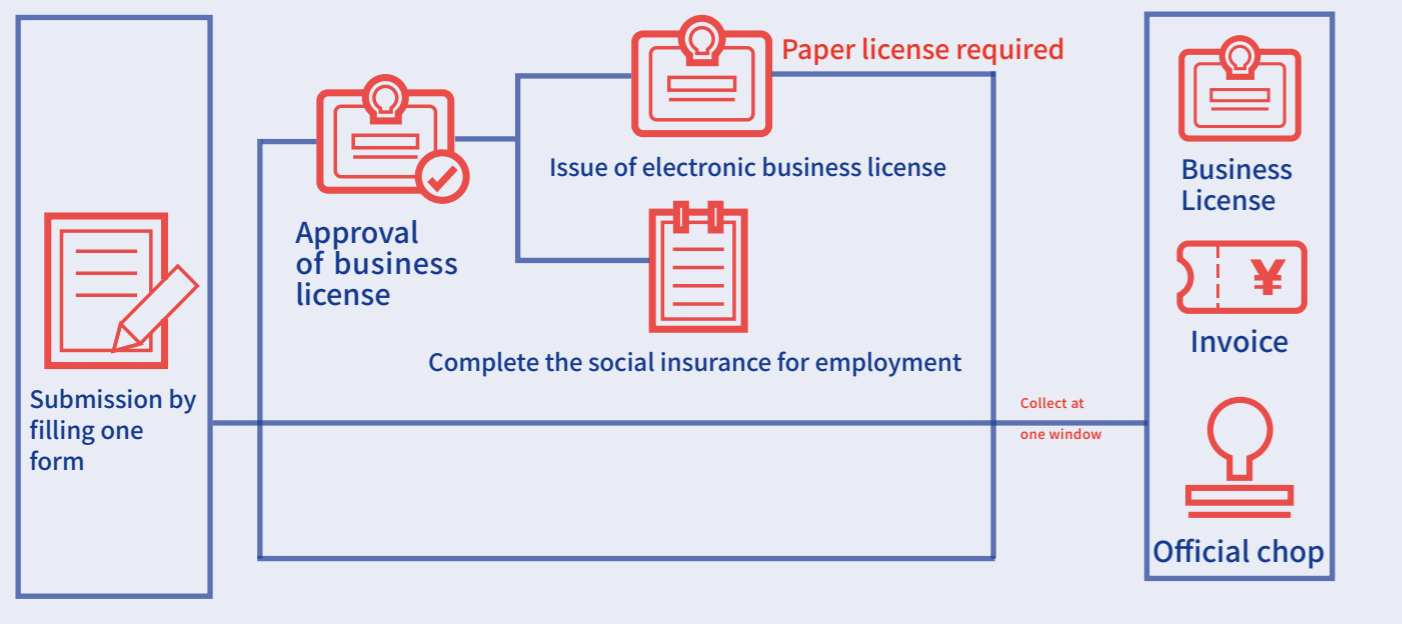 Submission by
filling one
form
Approval
of business
license
Paper license required
Issue of electronic business license
Complete the social insurance for employment
Collect at
one window
Business
License
¥
Invoice
Official chop